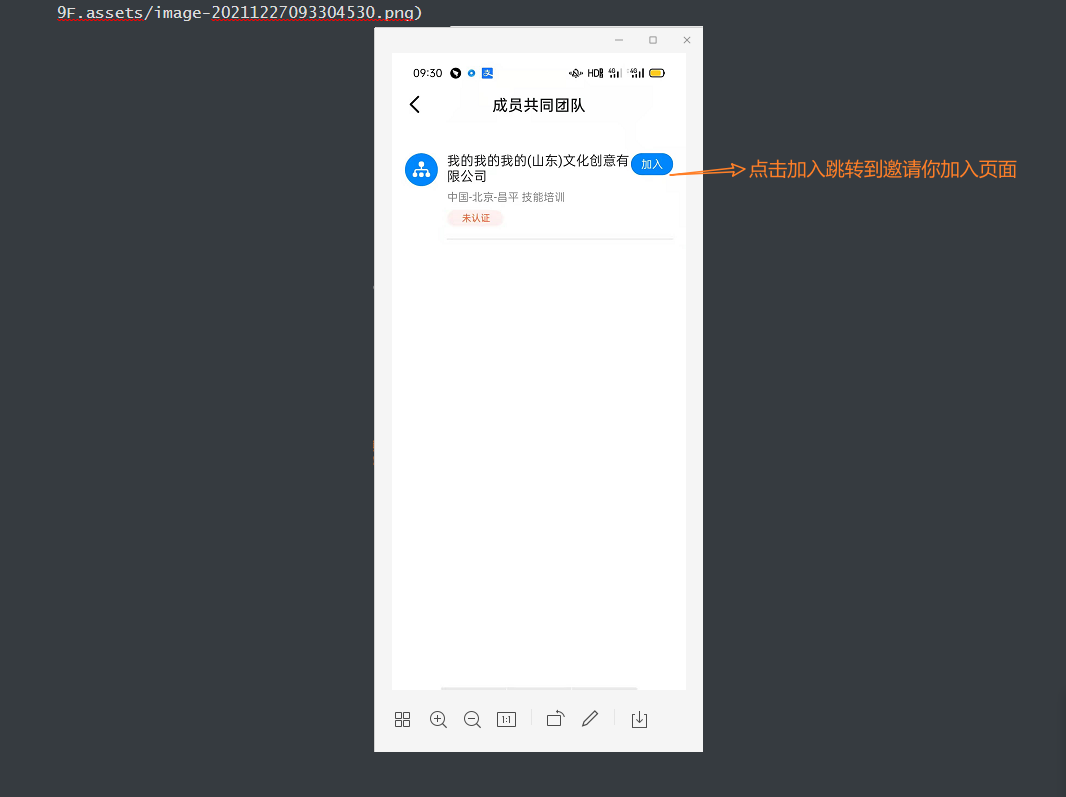 9F.assets/image-20211227093304530.png)
09:30
HD
4G
4G
成员共同团队
我的我的我的(山东)文化创意有
限公司
加入
点击加入跳转到邀请你加入页面
中国-北京-昌平 技能培训
未认证
1:1